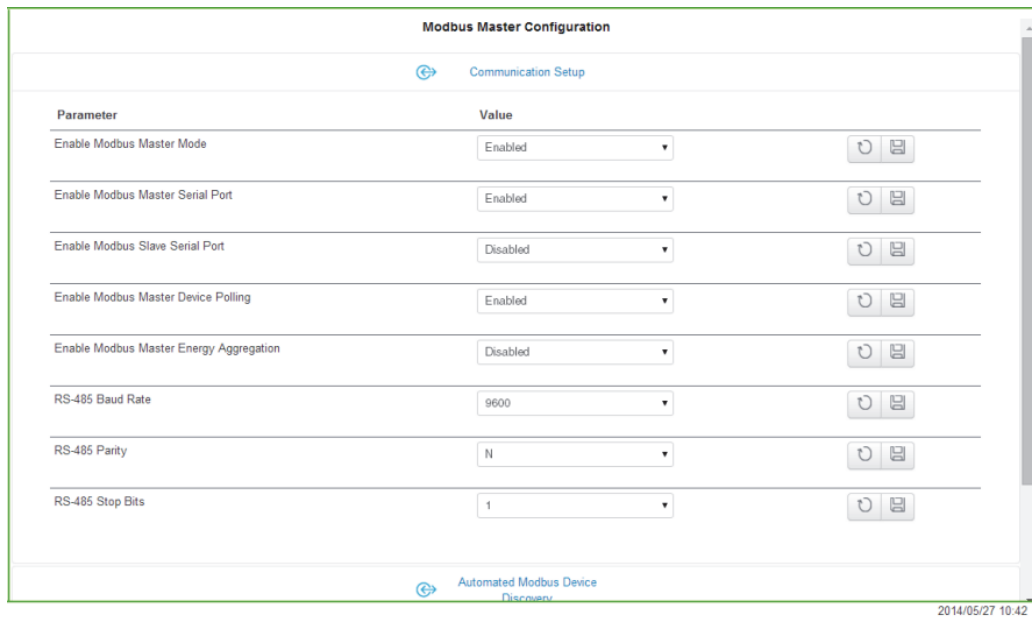 Modbus Master Configuration
Communication Setup
Parameter Value
Enable Modbus Master Mode Enabled
Enable Modbus Master Serial Port Enabled
Enable Modbus Slave Serial Port Disabled
Enable Modbus Master Device Polling Enabled
Enable Modbus Master Energy Aggregation Disabled
RS-485 Baud Rate 9600
RS-485 Parity N
RS-485 Stop Bits 1
Automated Modbus Device
Discovery
2014/05/27 10:42